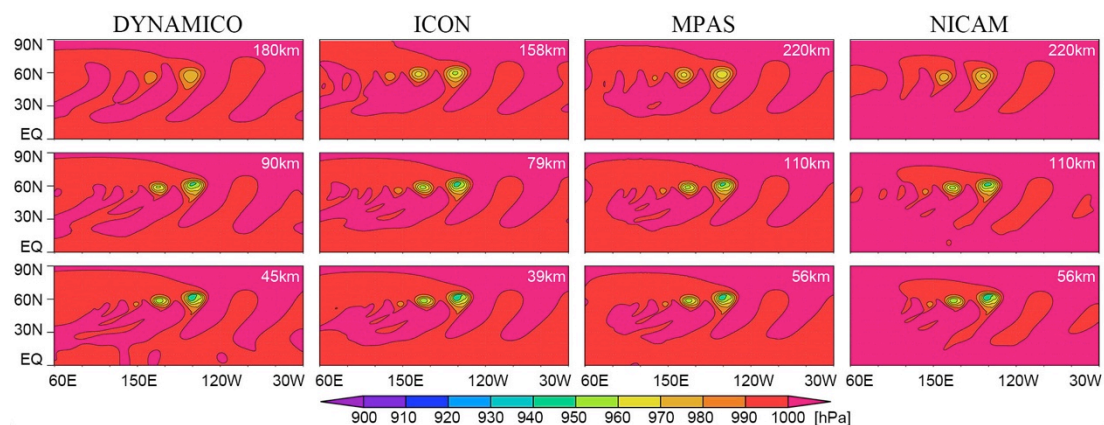 DYNAMICO ICON MPAS NICAM
90N 180km 158km 220km 220km
60N
30N
EQ
90N 90km 79km 110km 110km
60N
30N
EQ
90N 45km 39km 56km 56km
60N
30N
EQ
60E 150E 120W 30W 60E 150E 120W 30W 60E 150E 120W 30W 60E 150E 120W 30W
900 910 920 930 940 950 960 970 980 990 1000 [hPa]